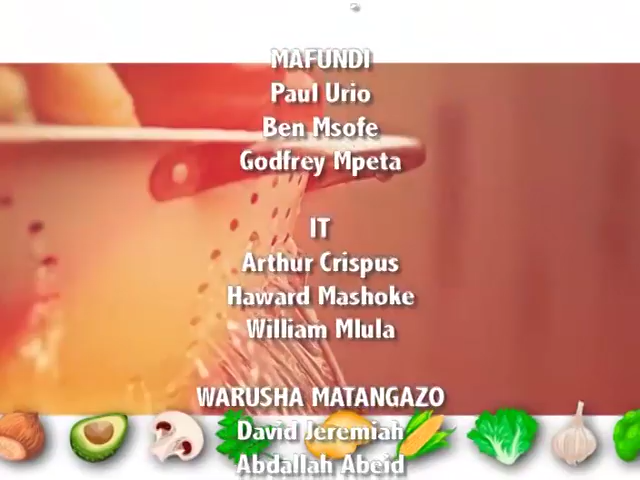 MAFUNDI
Paul Urio
Ben Msofe
Godfrey Mpeta
IT
Arthur Crispus
Haward Mashoke
William Mlula
WARUSHA MATANGAZO
David Jeremiah
Abdallah Abeid